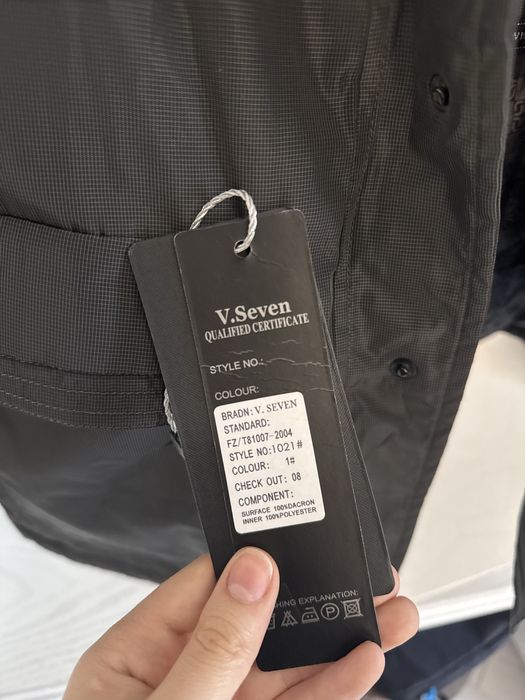 V.Seven
QUALIFIED CERTIFICATE
STYLE NO.:
COLOUR:
BRADN: V. SEVEN
STANDARD:
FZ/T81007-2004
STYLE NO:1021#
COLOUR: 1#
CHECK OUT: 08
COMPONENT:
SURFACE 100%DACRON
INNER 100%POLYESTER
EXPLANATION: